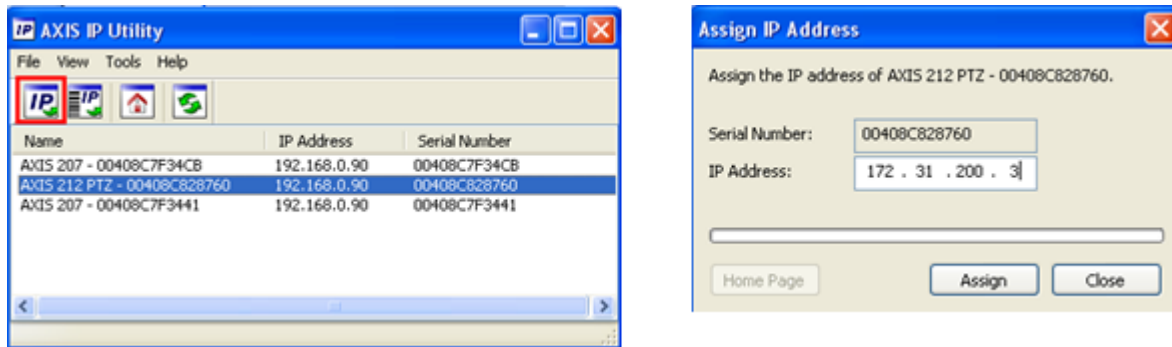 IP AXIS IP Utility
File View Tools Help
IP IP
Name IP Address Serial Number
AXIS 207 - 00408C7F34CB 192.168.0.90 00408C7F34CB
AXIS 212 PTZ - 00408C828760 192.168.0.90 00408C828760
AXIS 207 - 00408C7F3441 192.168.0.90 00408C7F3441
Assign IP Address
Assign the IP address of AXIS 212 PTZ - 00408C828760.
Serial Number: 00408C828760
IP Address: 172 . 31 . 200 . 3
Home Page Assign Close